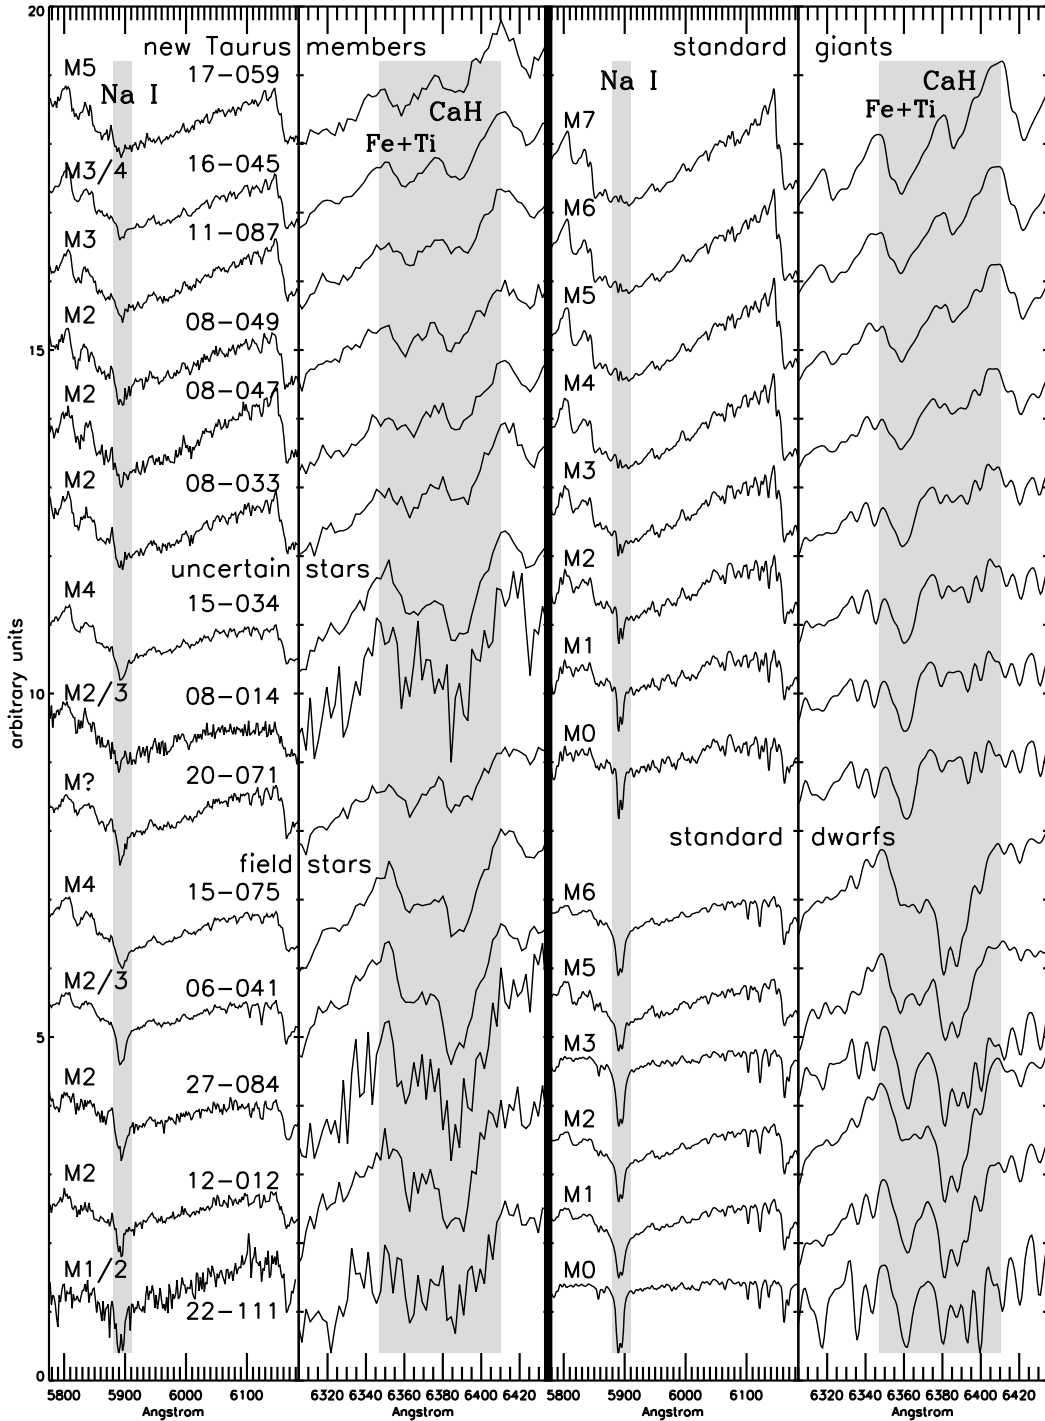 20
new Taurus members
standard giants
M5
17-059
Na I
CaH
Fe+Ti
M3/4
16-045
M3
11-087
M2
08-049
15
M2
08-047
M2
08-033
uncertain stars
M4
15-034
M2/3
08-014
10
M?
20-071
field stars
M4
15-075
M2/3
06-041
5
M2
27-084
M2
12-012
M1/2
22-111
0
arbitrary units
Na I
CaH
Fe+Ti
M7
M6
M5
M4
M3
M2
M1
M0
standard dwarfs
M6
M5
M3
M2
M1
M0
5800 5900 6000 6100
6320 6340 6360 6380 6400 6420
5800 5900 6000 6100
6320 6340 6360 6380 6400 6420
Angstrom Angstrom Angstrom Angstrom